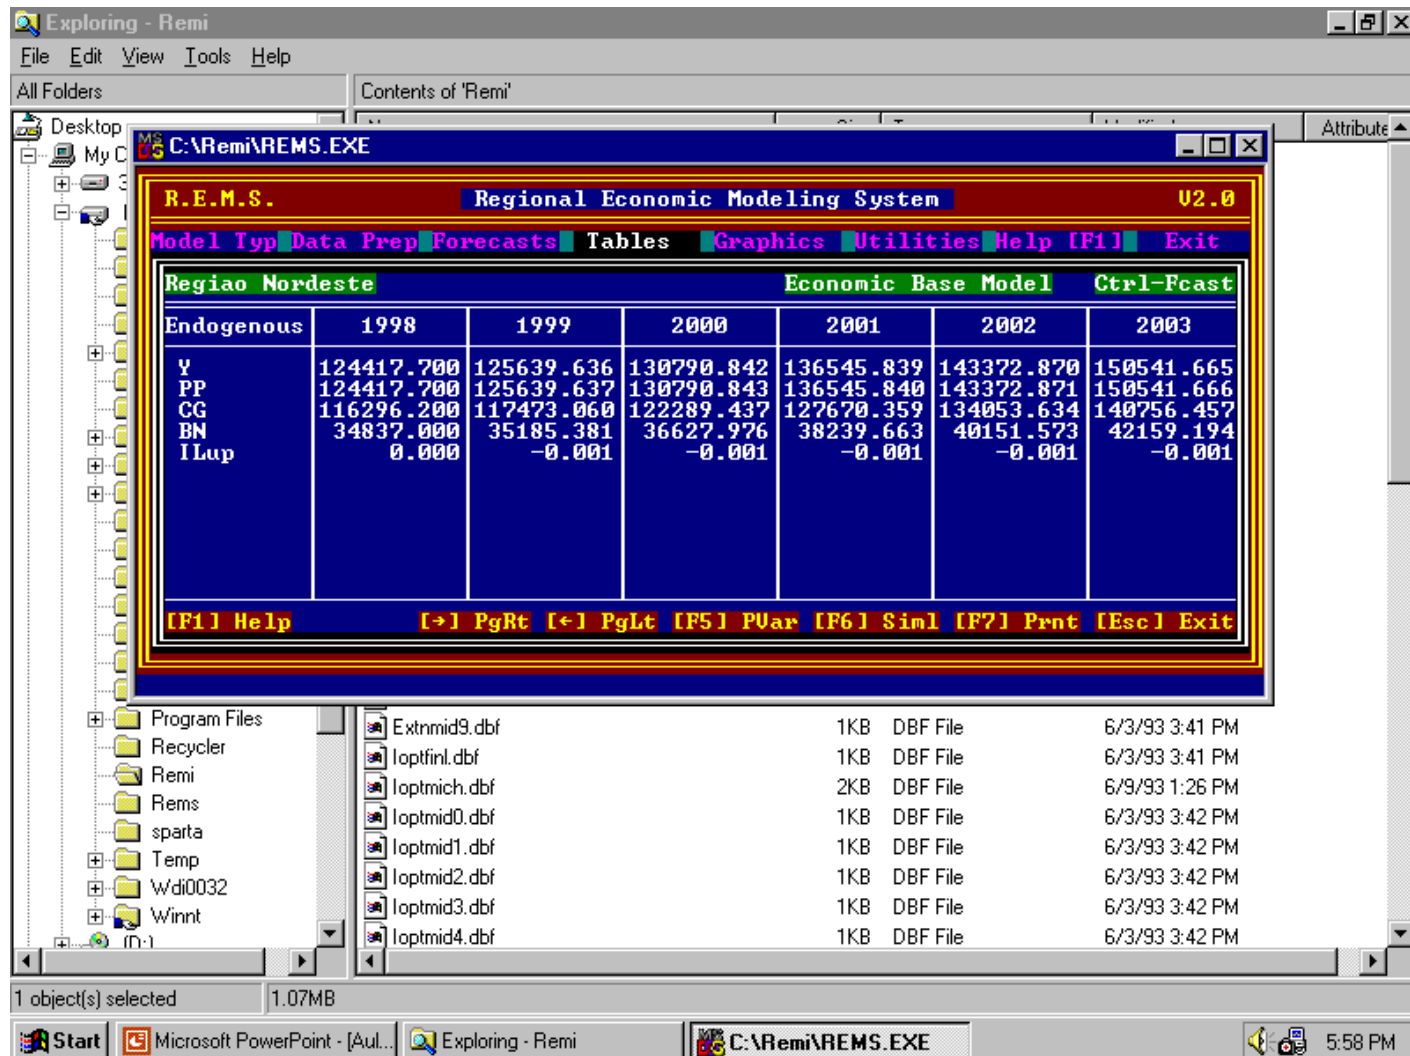 Exploring - Remi
File Edit View Tools Help
All Folders Contents of 'Remi'
Desktop Attribute
My C
C:\Remi\REMS.EXE
R.E.M.S. Regional Economic Modeling System V2.0
Model Typ Data Prep Forecasts Tables Graphics Utilities Help [F1] Exit
Regiao Nordeste Economic Base Model Ctrl-Fcast
Endogenous 1998 1999 2000 2001 2002 2003
Y 124417.700 125639.636 130790.842 136545.839 143372.870 150541.665
PP 124417.700 125639.637 130790.843 136545.840 143372.871 150541.666
CG 116296.200 117473.060 122289.437 127670.359 134053.634 140756.457
BN 34837.000 35185.381 36627.976 38239.663 40151.573 42159.194
ILup 0.000 -0.001 -0.001 -0.001 -0.001 -0.001
[F1] Help [→] PgRt [←] PgLt [F5] PVar [F6] Siml [F7] Prnt [Esc] Exit
Program Files Extnmid9.dbf 1KB DBF File 6/3/93 3:41 PM
Recycler Ioptfinl.dbf 1KB DBF File 6/3/93 3:41 PM
Remi Ioptmich.dbf 2KB DBF File 6/9/93 1:26 PM
Rems Ioptmid0.dbf 1KB DBF File 6/3/93 3:42 PM
sparta Ioptmid1.dbf 1KB DBF File 6/3/93 3:42 PM
Temp Ioptmid2.dbf 1KB DBF File 6/3/93 3:42 PM
Wdi0032 Ioptmid3.dbf 1KB DBF File 6/3/93 3:42 PM
Winnt Ioptmid4.dbf 1KB DBF File 6/3/93 3:42 PM
(D:)
1 object(s) selected 1.07MB
Start Microsoft PowerPoint - [Aul... Exploring - Remi C:\Remi\REMS.EXE 5:58 PM